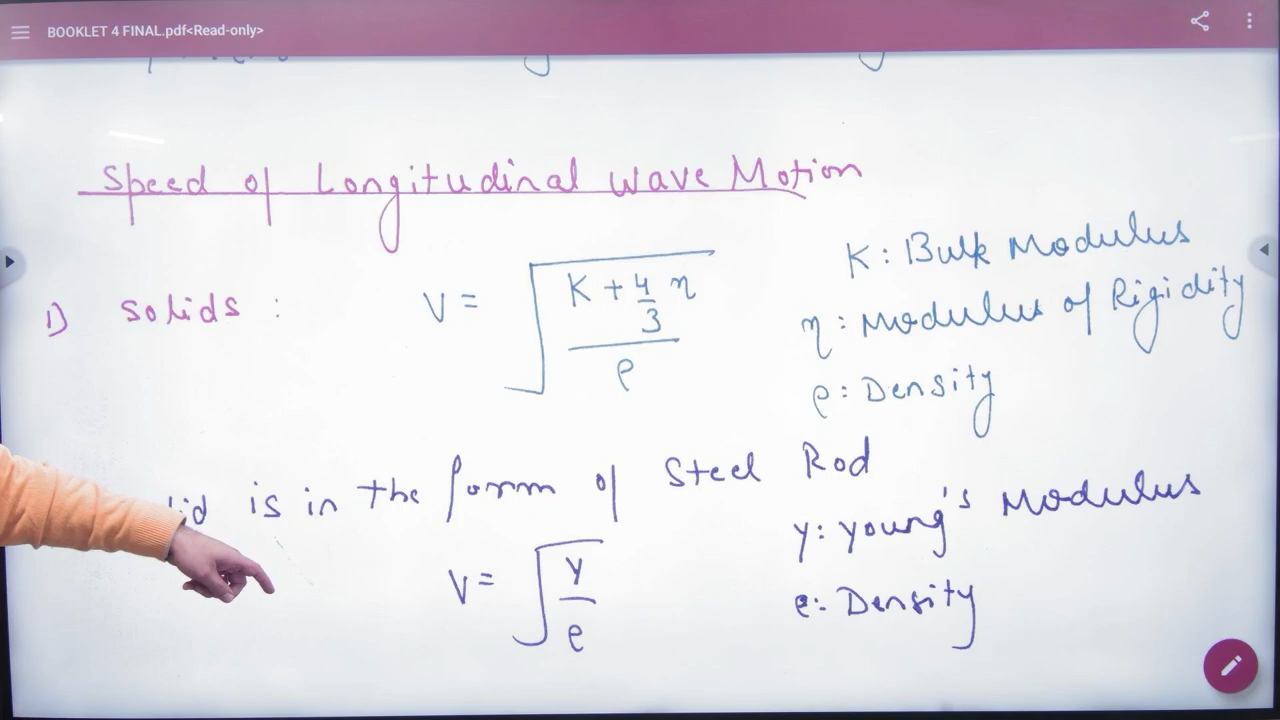 BOOKLET 4 FINAL.pdf<Read-only>
Speed of Longitudinal Wave Motion
1) Solids : V = √((K + 4/3 η)/ρ)
K : Bulk Modulus
η : Modulus of Rigidity
ρ : Density
is in the form of Steel Rod
V = √(Y/ρ)
y : young's Modulus
ρ : Density